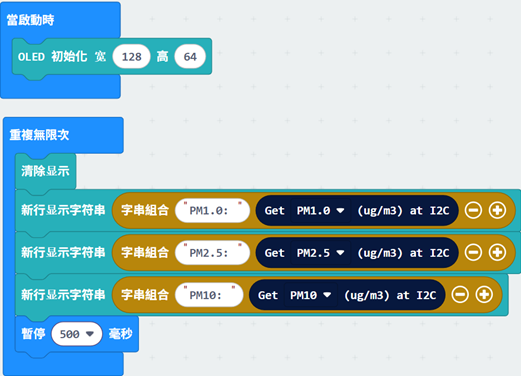 當啟動時
OLED 初始化 宽 128 高 64
重複無限次
清除显示
新行显示字符串 字串組合 "PM1.0: " Get PM1.0 (ug/m3) at I2C
新行显示字符串 字串組合 "PM2.5: " Get PM2.5 (ug/m3) at I2C
新行显示字符串 字串組合 "PM10: " Get PM10 (ug/m3) at I2C
暫停 500 毫秒